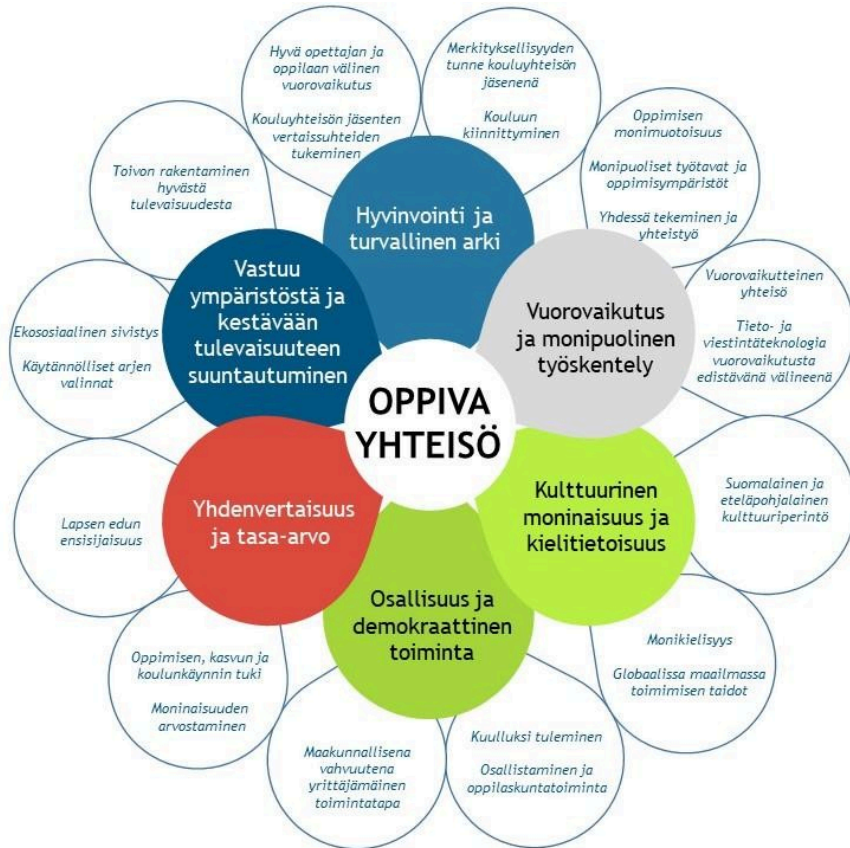 Hyvä opettajan ja
oppilaan välinen
vuorovaikutus
Kouluyhteisön jäsenten
vertaissuhteiden
tukeminen
Merkityksellisyyden
tunne kouluyhteisön
jäsenenä
Kouluun
kiinnittyminen
Oppimisen
monimuotoisuus
Monipuoliset työtavat ja
oppimisympäristöt
Yhdessä tekeminen ja
yhteistyö
Toivon rakentaminen
hyvästä
tulevaisuudesta
Hyvinvointi ja
turvallinen arki
Vastuu
ympäristöstä ja
kestävään
tulevaisuuteen
suuntautuminen
Vuorovaikutus
ja monipuolinen
työskentely
Vuorovaikutteinen
yhteisö
Tieto- ja
viestintäteknologia
vuorovaikutusta
edistävänä välineenä
Ekososiaalinen sivistys
Käytännölliset arjen
valinnat
OPPIVA
YHTEISÖ
Yhdenvertaisuus
ja tasa-arvo
Kulttuurinen
moninaisuus ja
kielitietoisuus
Suomalainen ja
eteläpohjalainen
kulttuuriperintö
Lapsen edun
ensisijaisuus
Osallisuus ja
demokraattinen
toiminta
Oppimisen, kasvun ja
koulunkäynnin tuki
Moninaisuuden
arvostaminen
Monikielisyys
Globaalissa maailmassa
toimimisen taidot
Maakunnallisena
vahvuutena
yrittäjämäinen
toimintatapa
Kuulluksi tuleminen
Osallistaminen ja
oppilaskuntatoiminta